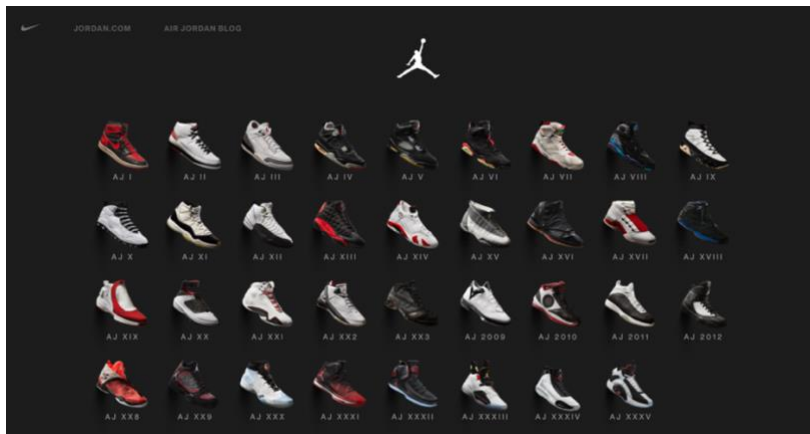 JORDAN.COM AIR JORDAN BLOG
AJ I AJ II AJ III AJ IV AJ V AJ VI AJ VII AJ VIII AJ IX
AJ X AJ XI AJ XII AJ XIII AJ XIV AJ XV AJ XVI AJ XVII AJ XVIII
AJ XIX AJ XX AJ XXI AJ XX2 AJ XX3 AJ 2009 AJ 2010 AJ 2011 AJ 2012
AJ XX8 AJ XX9 AJ XXX AJ XXXI AJ XXXII AJ XXXIII AJ XXXIV AJ XXXV